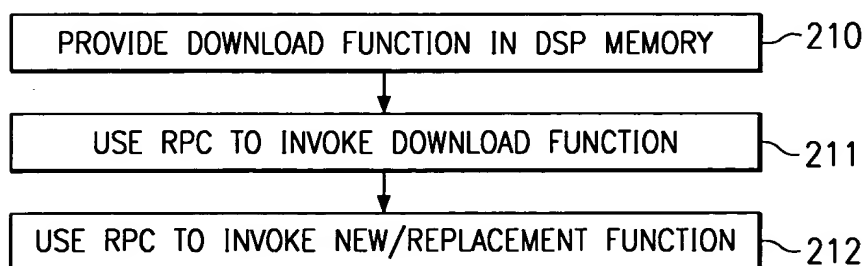 PROVIDE DOWNLOAD FUNCTION IN DSP MEMORY 210
USE RPC TO INVOKE DOWNLOAD FUNCTION 211
USE RPC TO INVOKE NEW/REPLACEMENT FUNCTION 212